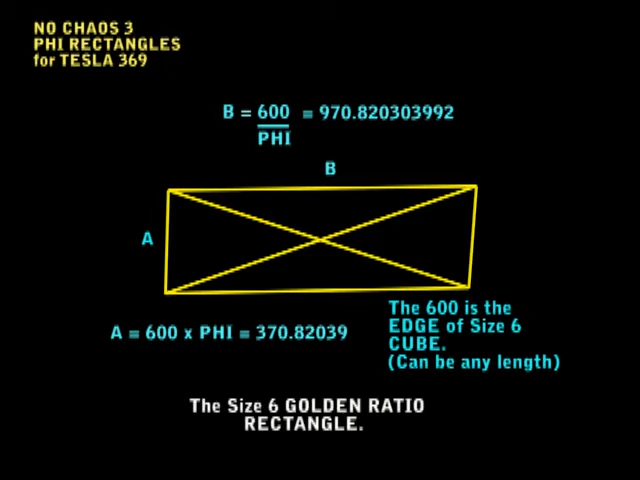 NO CHAOS 3
PHI RECTANGLES
for TESLA 369
B = 600 = 970.820303992
PHI
B
A
A = 600 x PHI = 370.82039
The 600 is the
EDGE of Size 6
CUBE.
(Can be any length)
The Size 6 GOLDEN RATIO
RECTANGLE.